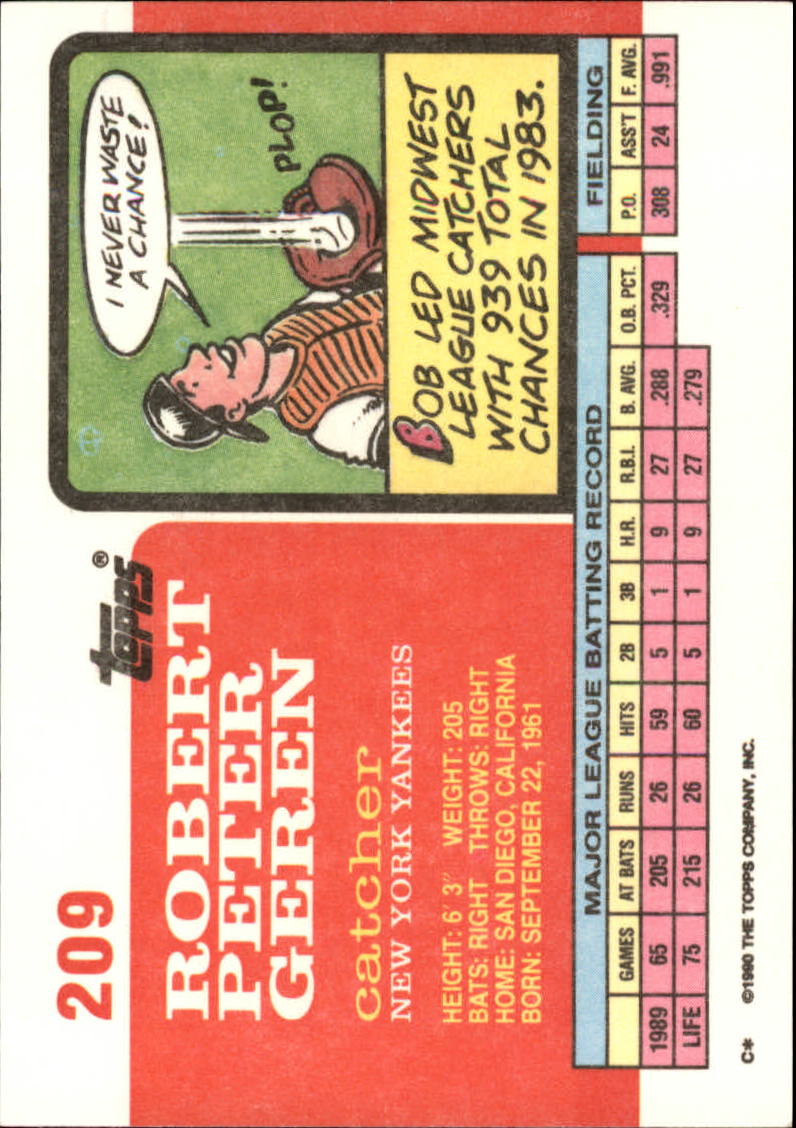 209
Topps®
ROBERT
PETER
GEREN
catcher
NEW YORK YANKEES
HEIGHT: 6' 3" WEIGHT: 205
BATS: RIGHT THROWS: RIGHT
HOME: SAN DIEGO, CALIFORNIA
BORN: SEPTEMBER 22, 1961
I NEVER WASTE
A CHANCE!
PLOP!
BOB LED MIDWEST
LEAGUE CATCHERS
WITH 939 TOTAL
CHANCES IN 1983.
MAJOR LEAGUE BATTING RECORD FIELDING
GAMES AT BATS RUNS HITS 2B 3B H.R. R.B.I. B. AVG. O.B. PCT. P.O. ASS'T F. AVG.
1989 65 205 26 59 5 1 9 27 .288 .329 308 24 .991
LIFE 75 215 26 60 5 1 9 27 .279
C* ©1990 THE TOPPS COMPANY, INC.